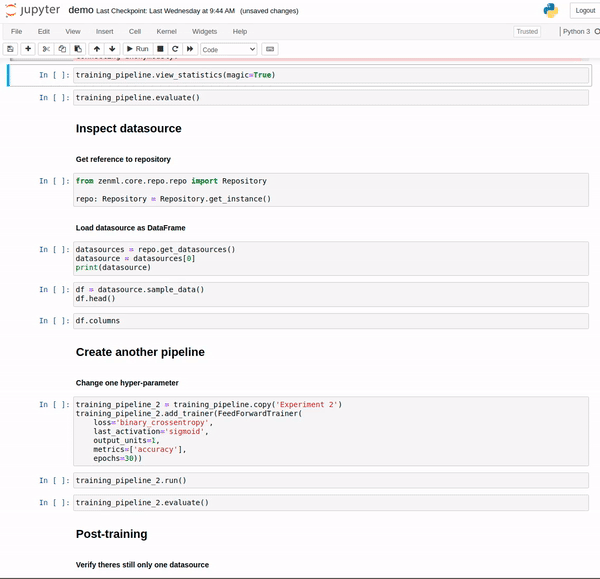 jupyter demo Last Checkpoint: Last Wednesday at 9:44 AM (unsaved changes) Logout
File Edit View Insert Cell Kernel Widgets Help Trusted Python 3
Run Code
In [ ]: training_pipeline.view_statistics(magic=True)
In [ ]: training_pipeline.evaluate()
Inspect datasource
Get reference to repository
In [ ]: from zenml.core.repo.repo import Repository
repo: Repository = Repository.get_instance()
Load datasource as DataFrame
In [ ]: datasources = repo.get_datasources()
datasource = datasources[0]
print(datasource)
In [ ]: df = datasource.sample_data()
df.head()
In [ ]: df.columns
Create another pipeline
Change one hyper-parameter
In [ ]: training_pipeline_2 = training_pipeline.copy('Experiment 2')
training_pipeline_2.add_trainer(FeedForwardTrainer(
loss='binary_crossentropy',
last_activation='sigmoid',
output_units=1,
metrics=['accuracy'],
epochs=30))
In [ ]: training_pipeline_2.run()
In [ ]: training_pipeline_2.evaluate()
Post-training
Verify theres still only one datasource